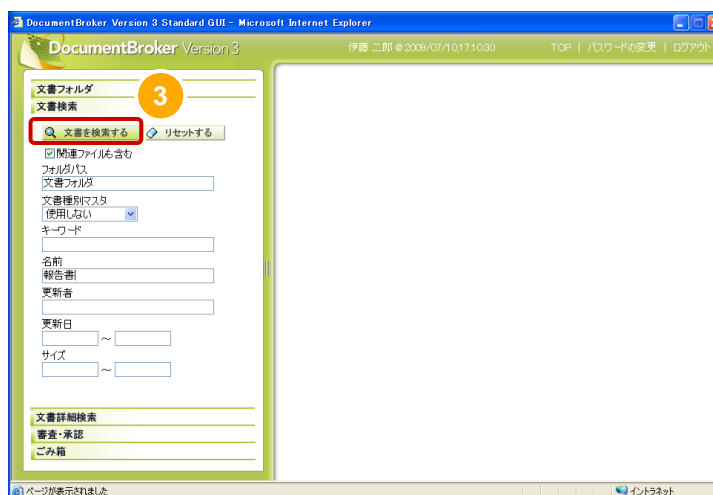 DocumentBroker Version 3 Standard GUI - Microsoft Internet Explorer
DocumentBroker Version 3
伊藤 二郎 @ 2009/07/10,17:10:30 TOP | パスワードの変更 | ログアウト
文書フォルダ
3
文書検索
文書を検索する リセットする
関連ファイルも含む
フォルダパス
文書フォルダ
文書種別マスタ
使用しない
キーワード
名前
報告書
更新者
更新日
～
サイズ
～
文書詳細検索
審査・承認
ごみ箱
ページが表示されました イントラネット